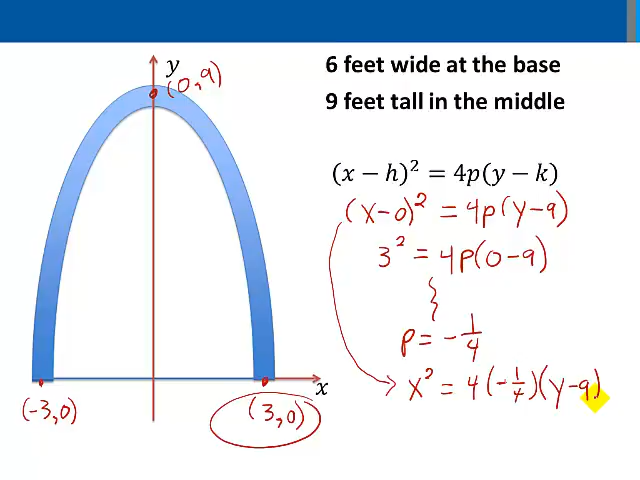 y
(0,9)
6 feet wide at the base
9 feet tall in the middle
(x − h)² = 4p(y − k)
(x−0)² = 4p(y−9)
3² = 4p(0−9)
p = −1/4
x² = 4(−1/4)(y−9)
x
(-3,0)
(3,0)